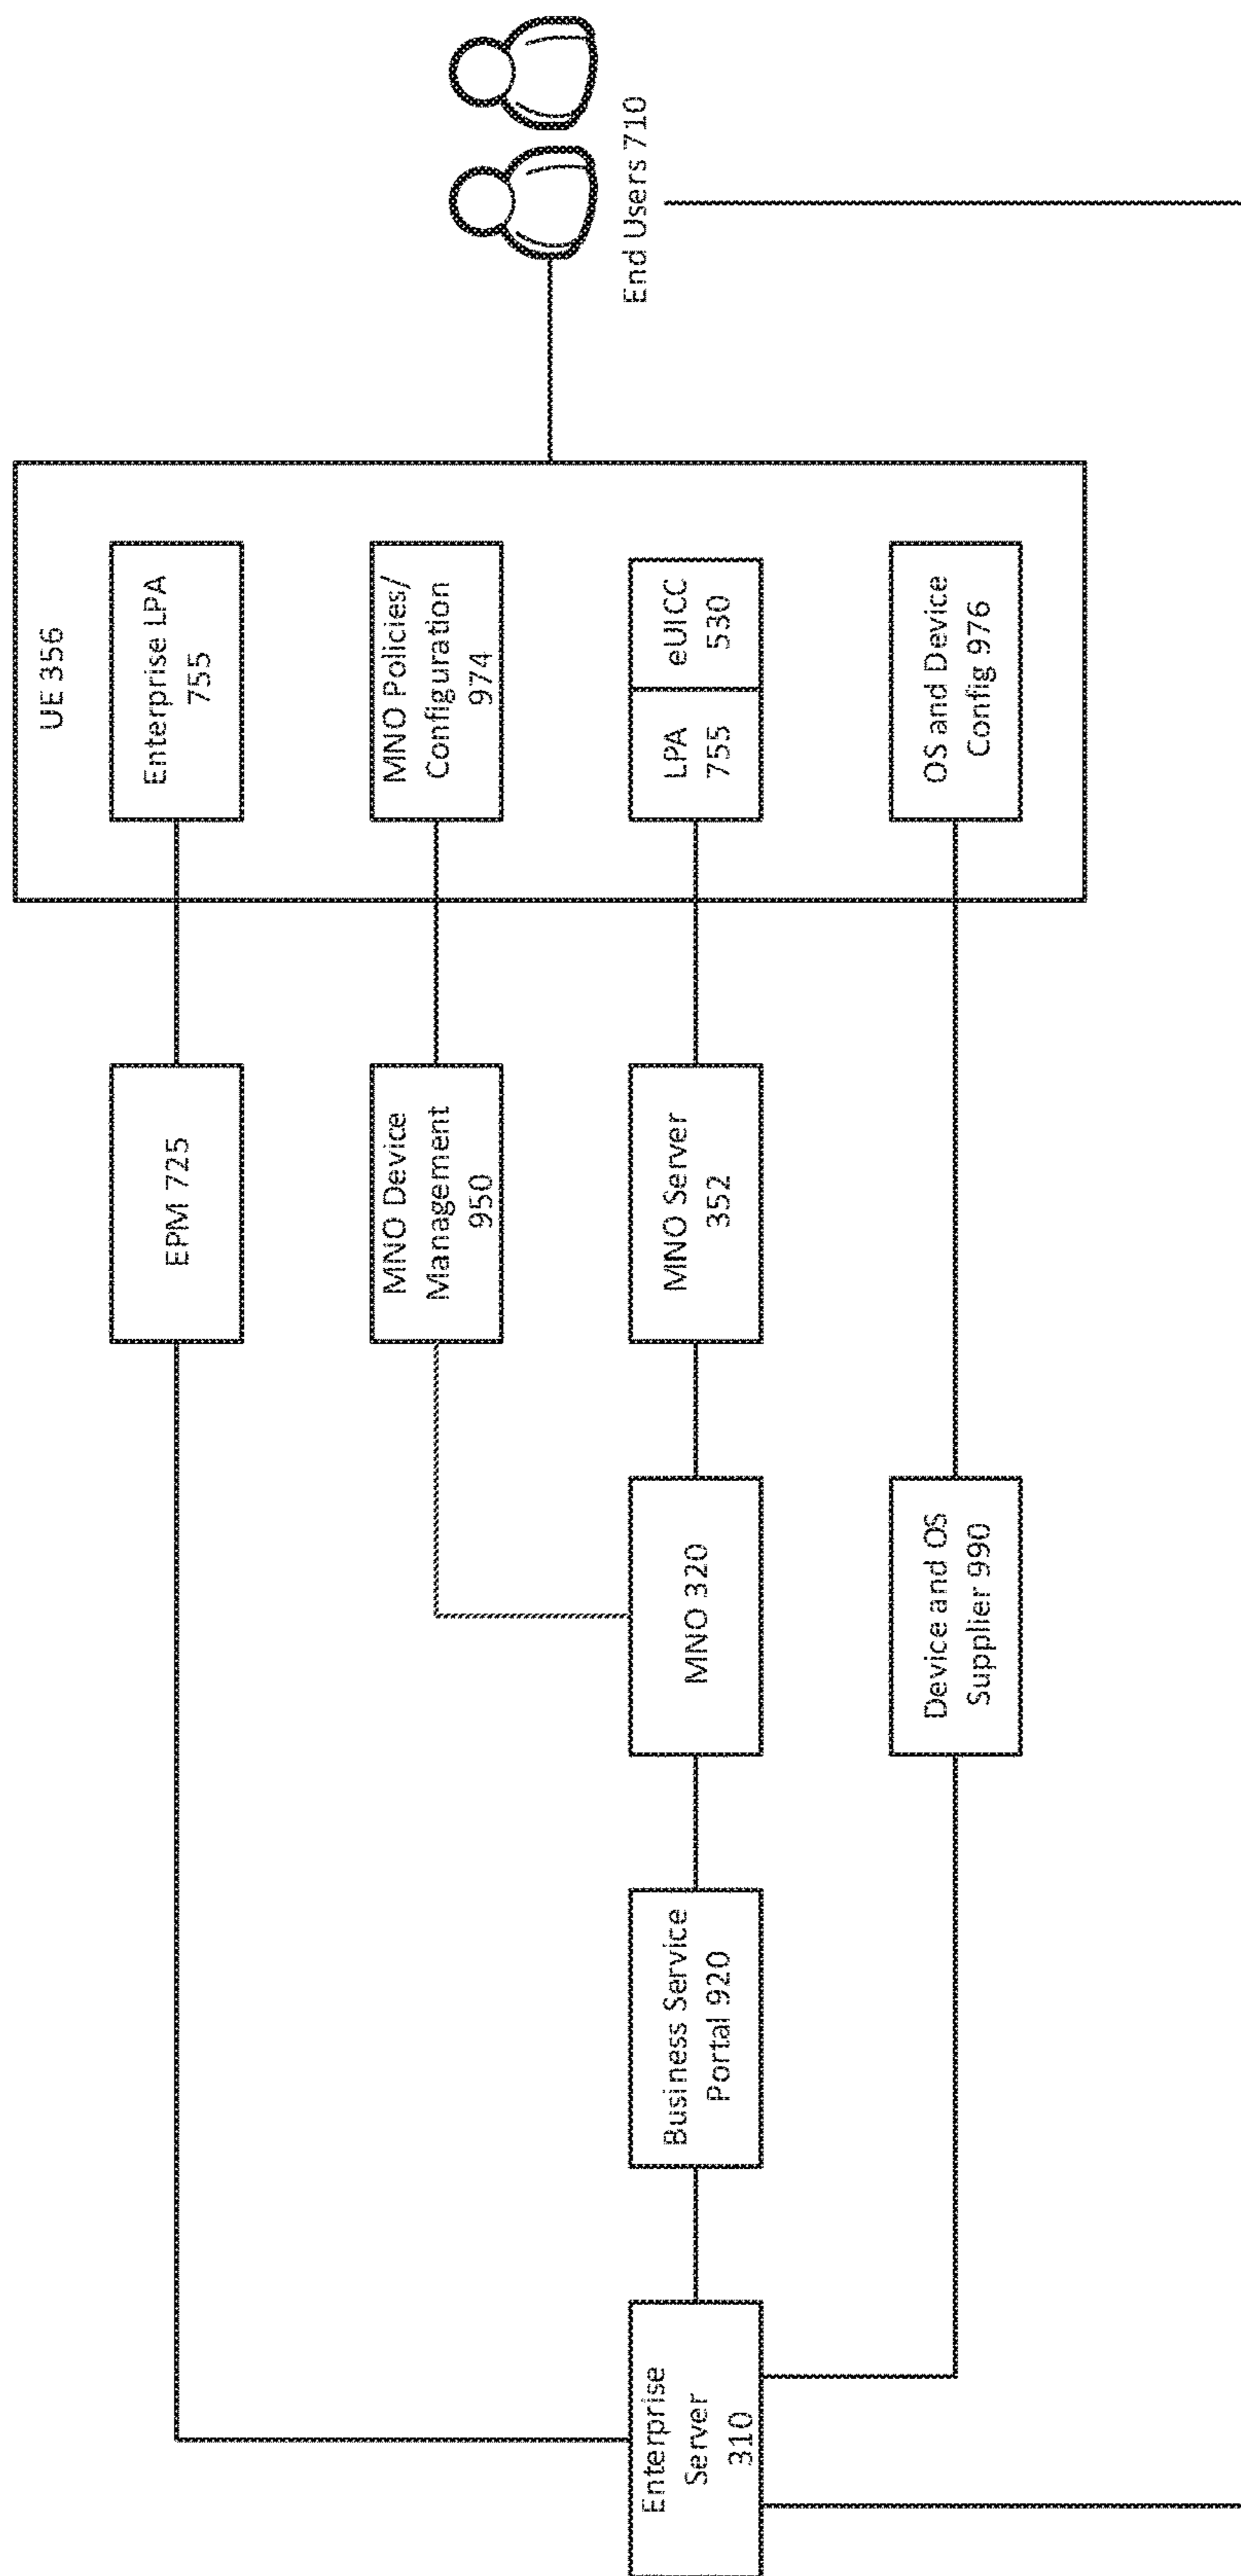 UE 356
Enterprise LPA
755
MNO Policies/
Configuration
974
LPA
755
eUICC
530
OS and Device
Config 976
End Users 710
EPM 725
MNO Device
Management
950
MNO Server
352
MNO 320
Device and OS
Supplier 990
Business Service
Portal 920
Enterprise
Server
310